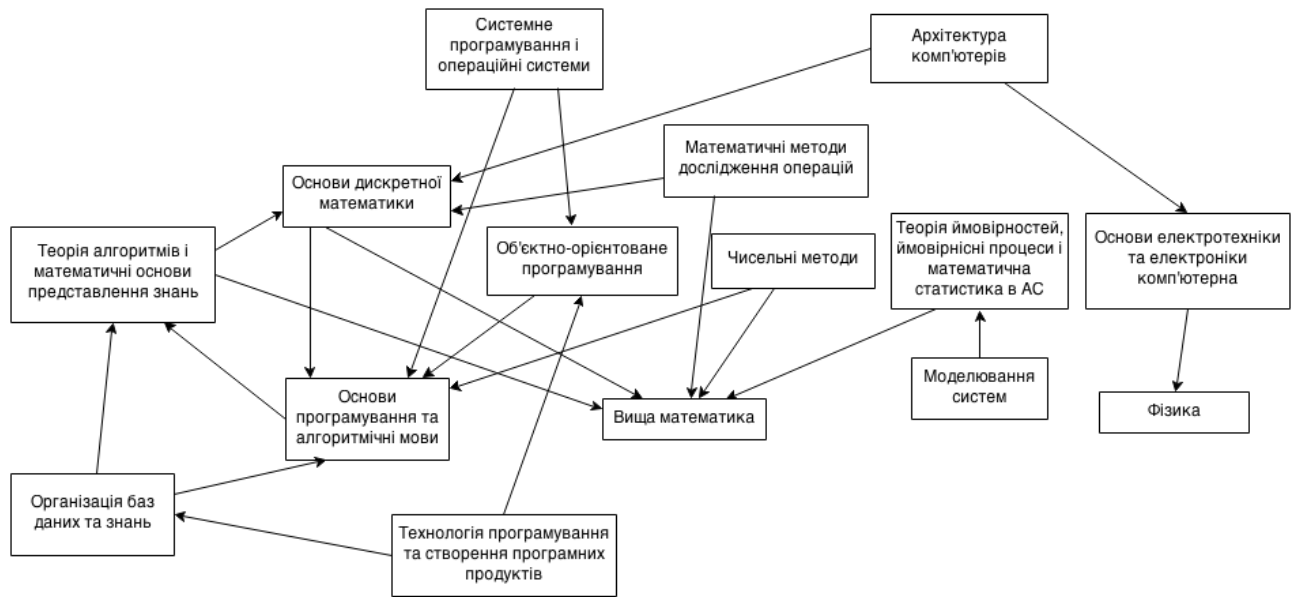 Системне
програмування і
операційні системи
Архітектура
комп'ютерів
Математичні методи
дослідження операцій
Основи дискретної
математики
Теорія алгоритмів і
математичні основи
представлення знань
Об'єктно-орієнтоване
програмування
Чисельні методи
Теорія ймовірностей,
ймовірнісні процеси і
математична
статистика в АС
Основи електротехніки
та електроніки
комп'ютерна
Основи
програмування та
алгоритмічні мови
Вища математика
Моделювання
систем
Фізика
Організація баз
даних та знань
Технологія програмування
та створення програмних
продуктів